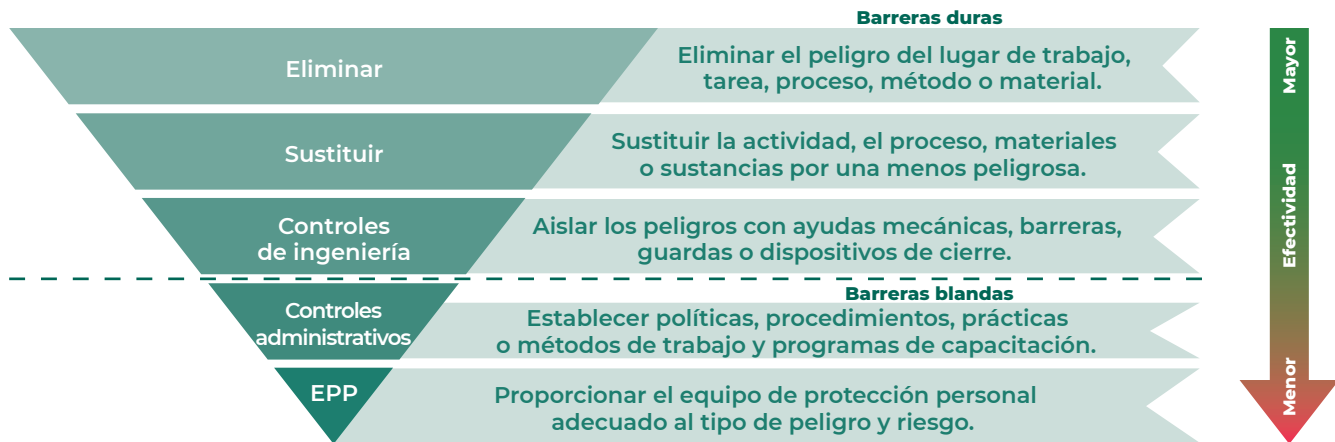 Barreras duras
Eliminar
Eliminar el peligro del lugar de trabajo,
tarea, proceso, método o material.
Sustituir
Sustituir la actividad, el proceso, materiales
o sustancias por una menos peligrosa.
Controles
de ingeniería
Aislar los peligros con ayudas mecánicas, barreras,
guardas o dispositivos de cierre.
Barreras blandas
Controles
administrativos
Establecer políticas, procedimientos, prácticas
o métodos de trabajo y programas de capacitación.
EPP
Proporcionar el equipo de protección personal
adecuado al tipo de peligro y riesgo.
Mayor
Efectividad
Menor